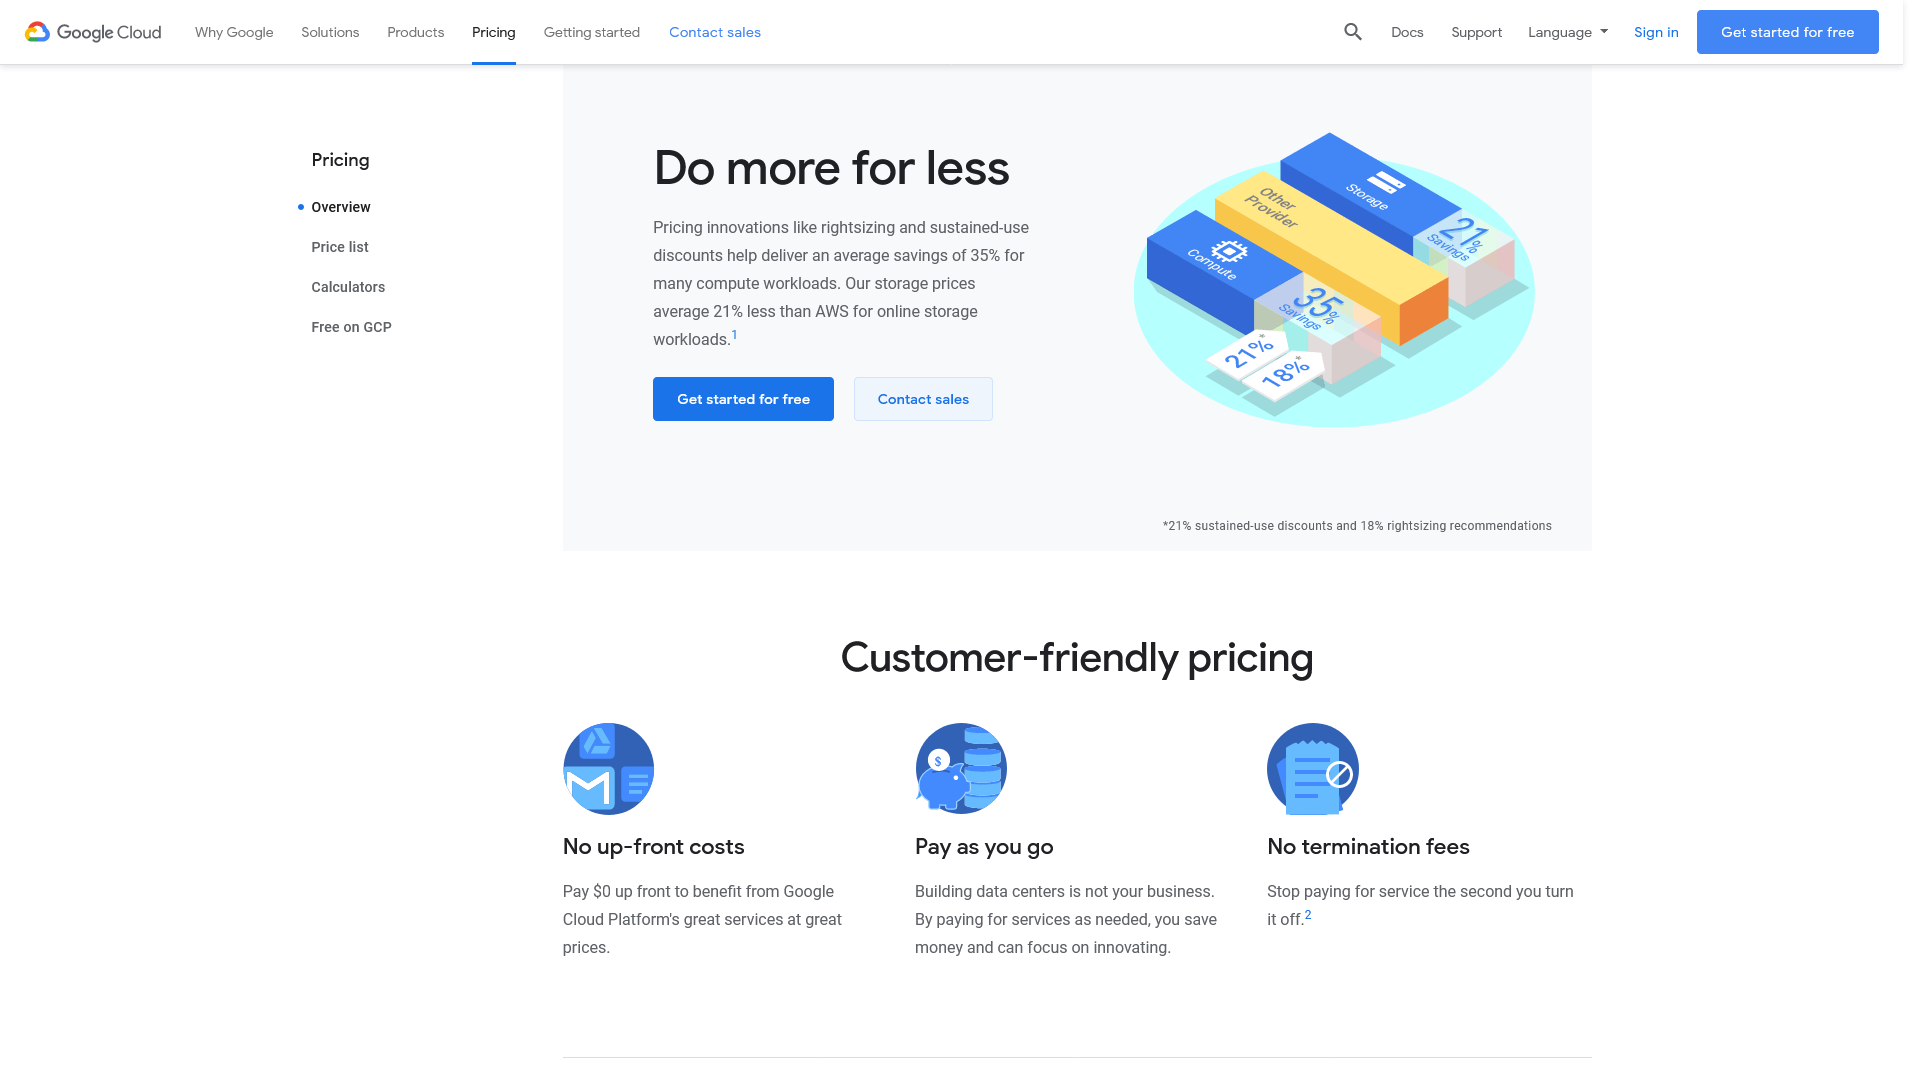 Google Cloud
Why Google
Solutions
Products
Pricing
Getting started
Contact sales
Docs
Support
Language
Sign in
Get started for free
Pricing
Overview
Price list
Calculators
Free on GCP
Do more for less
Pricing innovations like rightsizing and sustained-use
discounts help deliver an average savings of 35% for
many compute workloads. Our storage prices
average 21% less than AWS for online storage
workloads.1
Get started for free
Contact sales
Storage
21%
Savings
Other
Provider
Compute
35%
Savings
21%*
18%*
*21% sustained-use discounts and 18% rightsizing recommendations
Customer-friendly pricing
$
No up-front costs
Pay $0 up front to benefit from Google
Cloud Platform's great services at great
prices.
Pay as you go
Building data centers is not your business.
By paying for services as needed, you save
money and can focus on innovating.
No termination fees
Stop paying for service the second you turn
it off.2